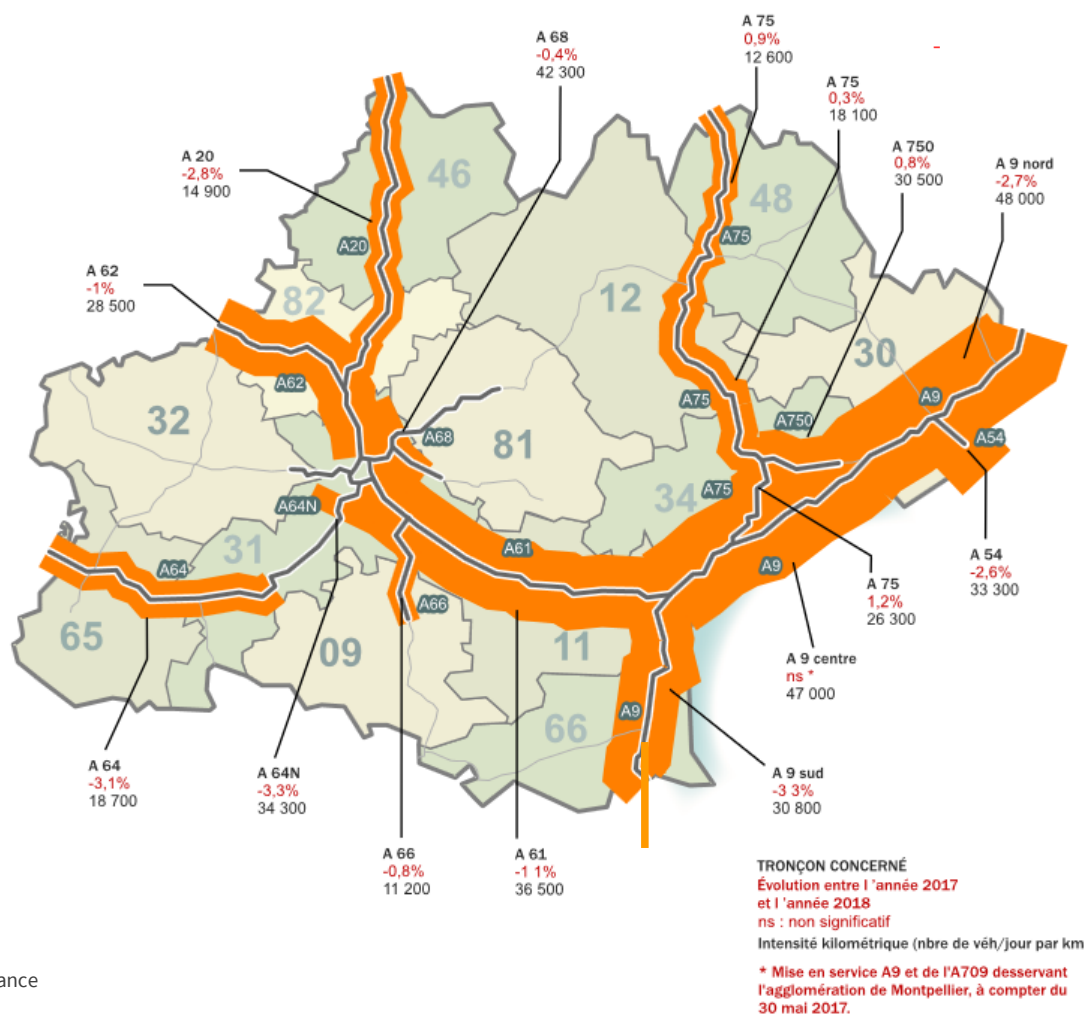 A 75
0,9%
12 600
A 68
-0,4%
42 300
-
A 75
0,3%
18 100
A 750
0,8%
30 500
A 9 nord
-2,7%
48 000
A 20
-2,8%
14 900
A 62
-1%
28 500
46
48
A20
A75
82
12
30
A62
A75
A9
32
A68
81
A750
A54
A64N
34
A75
31
A61
A64
A9
A66
65
09
11
A9
66
A 54
-2,6%
33 300
A 75
1,2%
26 300
A 9 centre
ns *
47 000
A 64
-3,1%
18 700
A 64N
-3,3%
34 300
A 9 sud
-3 3%
30 800
A 66
-0,8%
11 200
A 61
-1 1%
36 500
TRONÇON CONCERNÉ
Évolution entre l 'année 2017
et l 'année 2018
ns : non significatif
Intensité kilométrique (nbre de véh/jour par km
* Mise en service A9 et de l'A709 desservant
l'agglomération de Montpellier, à compter du
30 mai 2017.
ance